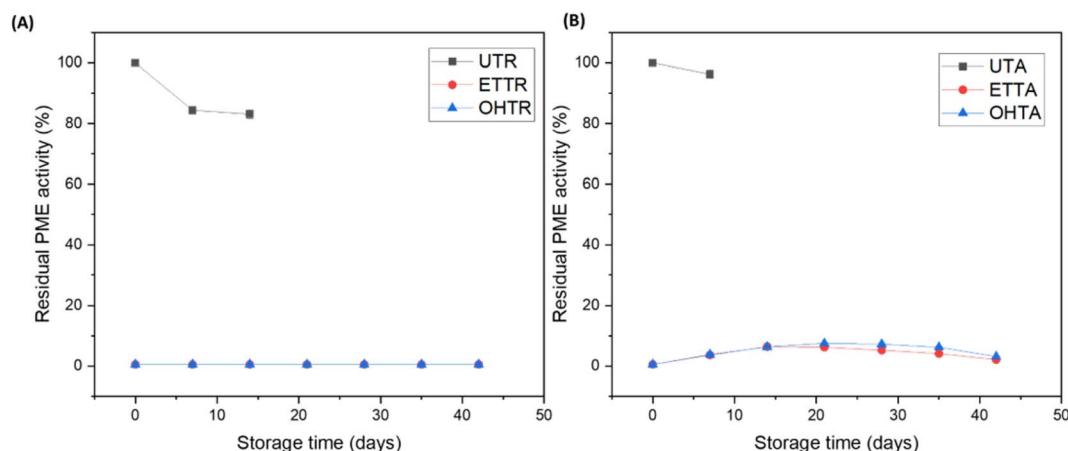 (A)
Residual PME activity (%)
100
80
60
40
20
0
UTR
ETTR
OHTR
0 10 20 30 40 50
Storage time (days)
(B)
Residual PME activity (%)
100
80
60
40
20
0
UTA
ETTA
OHTA
0 10 20 30 40 50
Storage time (days)